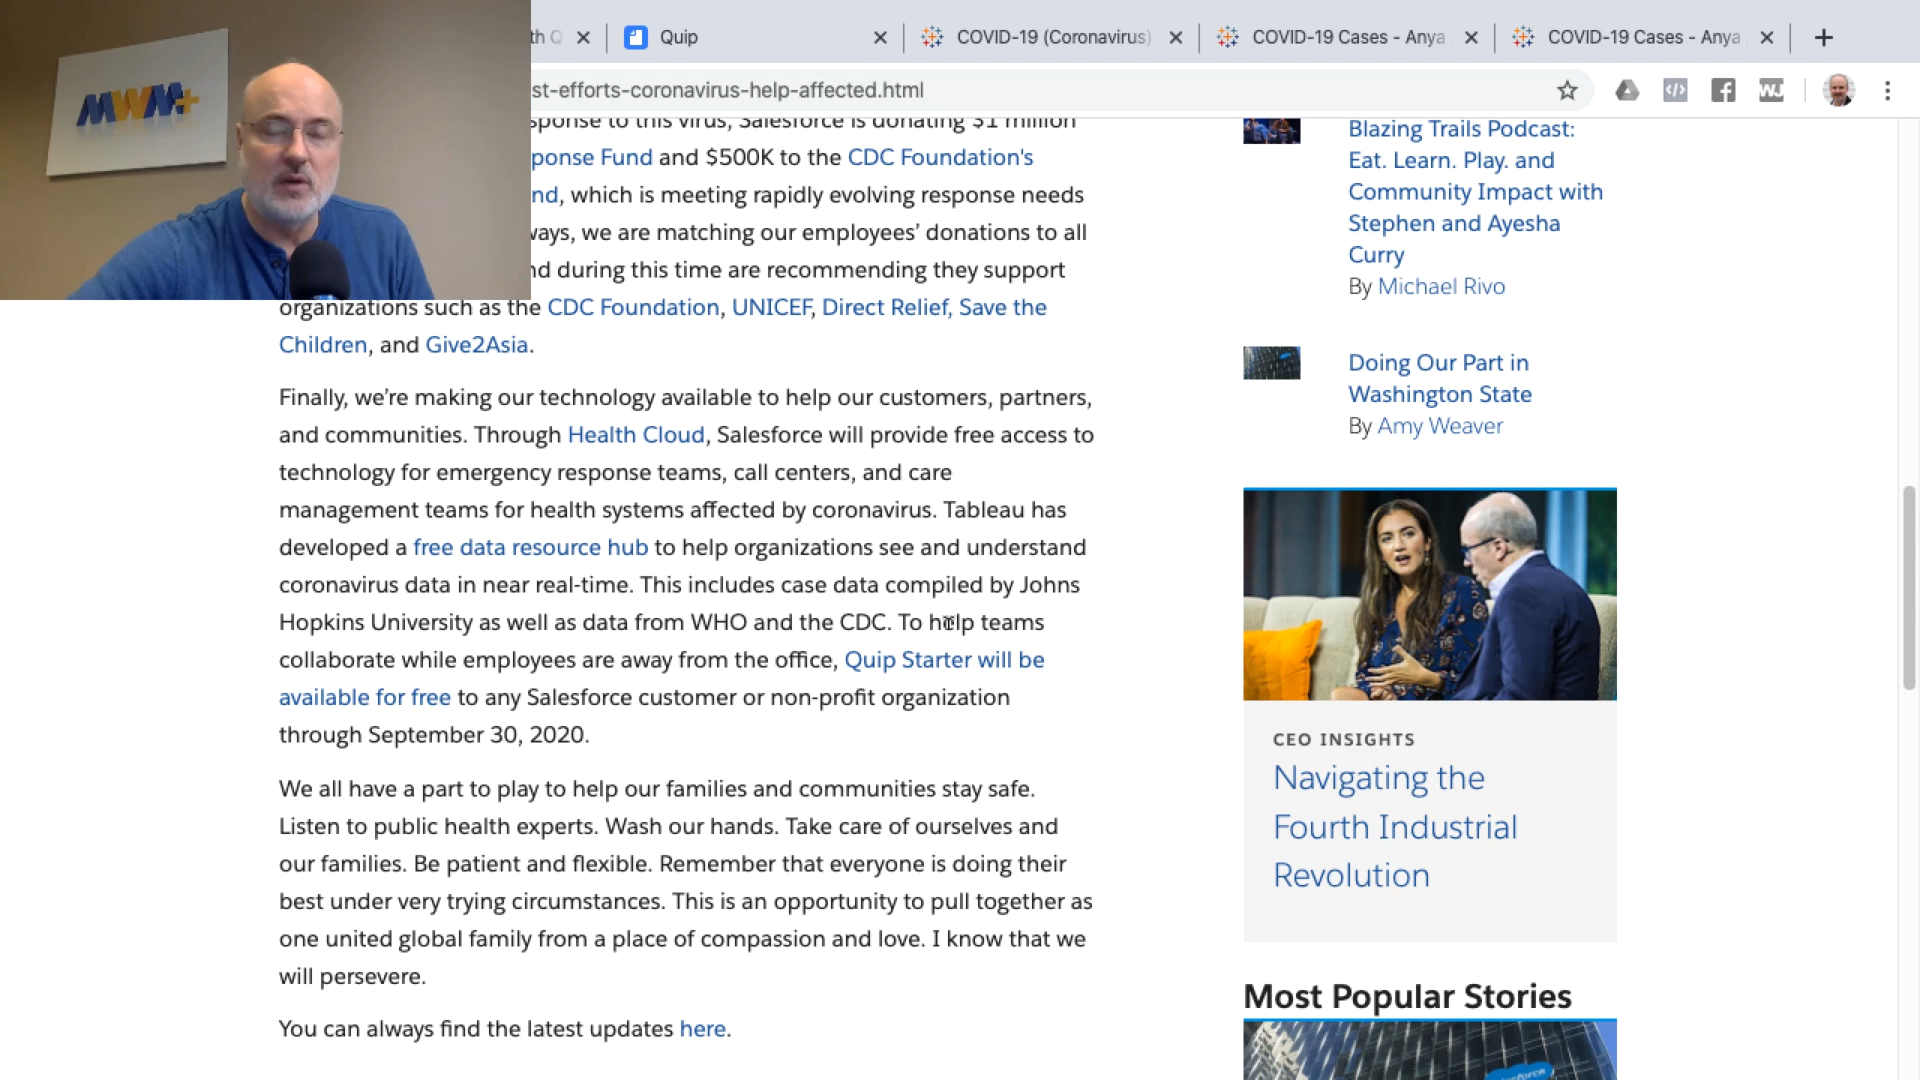 MWM+
Quip
COVID-19 (Coronavirus)
COVID-19 Cases - Anya
COVID-19 Cases - Anya
st-efforts-coronavirus-help-affected.html
sponse to this virus, Salesforce is donating $1 million
ponse Fund and $500K to the CDC Foundation's
nd, which is meeting rapidly evolving response needs
ways, we are matching our employees’ donations to all
nd during this time are recommending they support
organizations such as the CDC Foundation, UNICEF, Direct Relief, Save the
Children, and Give2Asia.
Finally, we’re making our technology available to help our customers, partners,
and communities. Through Health Cloud, Salesforce will provide free access to
technology for emergency response teams, call centers, and care
management teams for health systems affected by coronavirus. Tableau has
developed a free data resource hub to help organizations see and understand
coronavirus data in near real-time. This includes case data compiled by Johns
Hopkins University as well as data from WHO and the CDC. To help teams
collaborate while employees are away from the office, Quip Starter will be
available for free to any Salesforce customer or non-profit organization
through September 30, 2020.
We all have a part to play to help our families and communities stay safe.
Listen to public health experts. Wash our hands. Take care of ourselves and
our families. Be patient and flexible. Remember that everyone is doing their
best under very trying circumstances. This is an opportunity to pull together as
one united global family from a place of compassion and love. I know that we
will persevere.
You can always find the latest updates here.
Blazing Trails Podcast:
Eat. Learn. Play. and
Community Impact with
Stephen and Ayesha
Curry
By Michael Rivo
Doing Our Part in
Washington State
By Amy Weaver
CEO INSIGHTS
Navigating the
Fourth Industrial
Revolution
Most Popular Stories